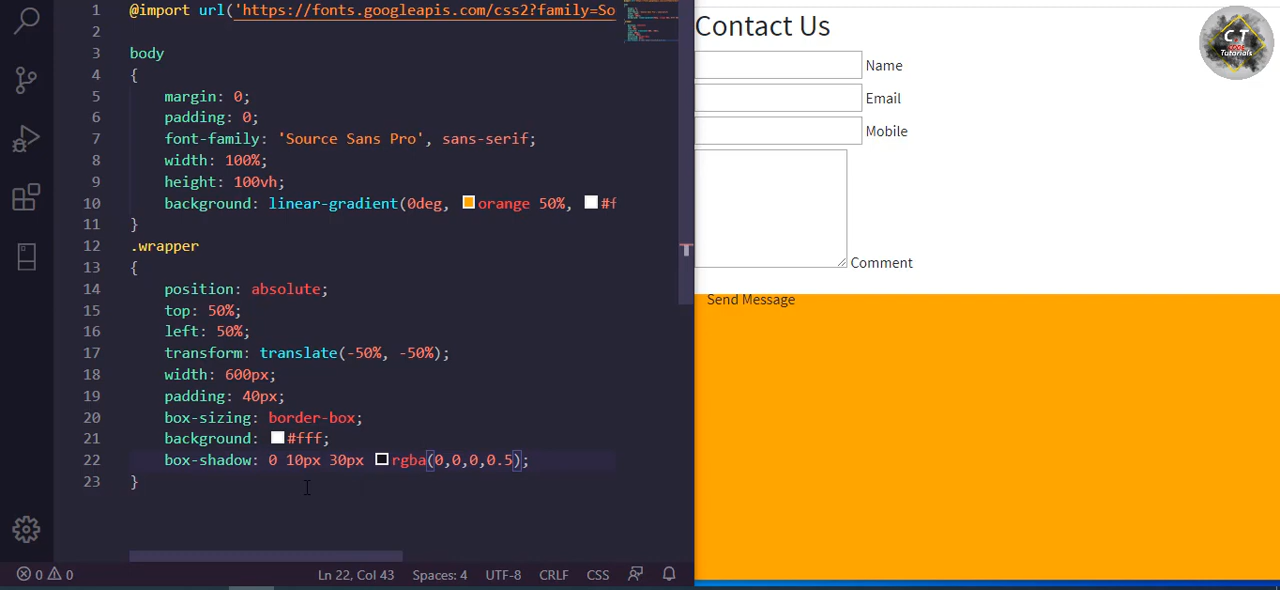 1 @import url('https://fonts.googleapis.com/css2?family=So
2
3 body
4 {
5 margin: 0;
6 padding: 0;
7 font-family: 'Source Sans Pro', sans-serif;
8 width: 100%;
9 height: 100vh;
10 background: linear-gradient(0deg, orange 50%, #f
11 }
12 .wrapper
13 {
14 position: absolute;
15 top: 50%;
16 left: 50%;
17 transform: translate(-50%, -50%);
18 width: 600px;
19 padding: 40px;
20 box-sizing: border-box;
21 background: #fff;
22 box-shadow: 0 10px 30px rgba(0,0,0,0.5);
23 }
0 0
Ln 22, Col 43
Spaces: 4
UTF-8
CRLF
CSS
Contact Us
Name
Email
Mobile
Comment
Send Message
C T
CODE
Tutorials